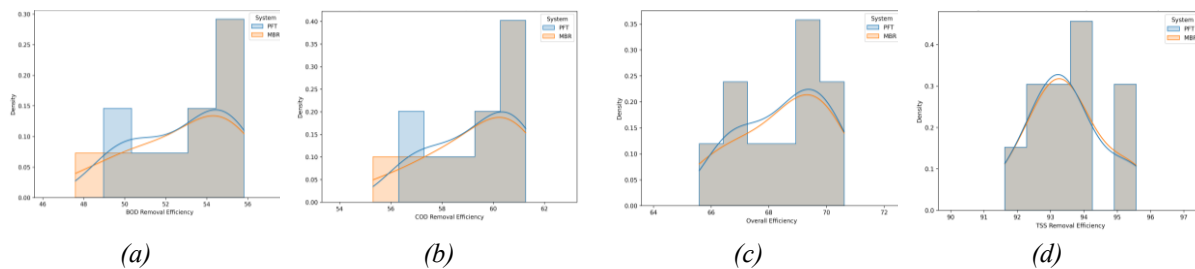 System
PFT
MBR
0.30
0.25
0.20
0.15
0.10
0.05
0.00
Density
46 48 50 52 54 56
BOD Removal Efficiency
(a)
System
PFT
MBR
0.40
0.35
0.30
0.25
0.20
0.15
0.10
0.05
0.00
Density
54 56 58 60 62
COD Removal Efficiency
(b)
System
PFT
MBR
0.35
0.30
0.25
0.20
0.15
0.10
0.05
0.00
Density
64 66 68 70 72
Overall Efficiency
(c)
System
PFT
MBR
0.4
0.3
0.2
0.1
0.0
Density
90 91 92 93 94 95 96 97
TSS Removal Efficiency
(d)